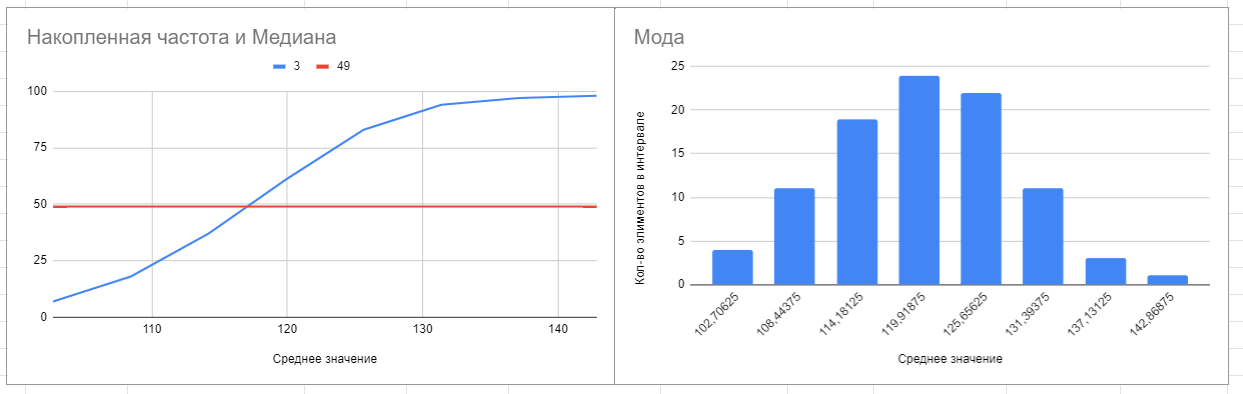 Накопленная частота и Медиана
3 49
100
75
50
25
0
110 120 130 140
Среднее значение
Мода
Кол-во элиментов в интервале
25
20
15
10
5
0
102,70625 108,44375 114,18125 119,91875 125,65625 131,39375 137,13125 142,86875
Среднее значение